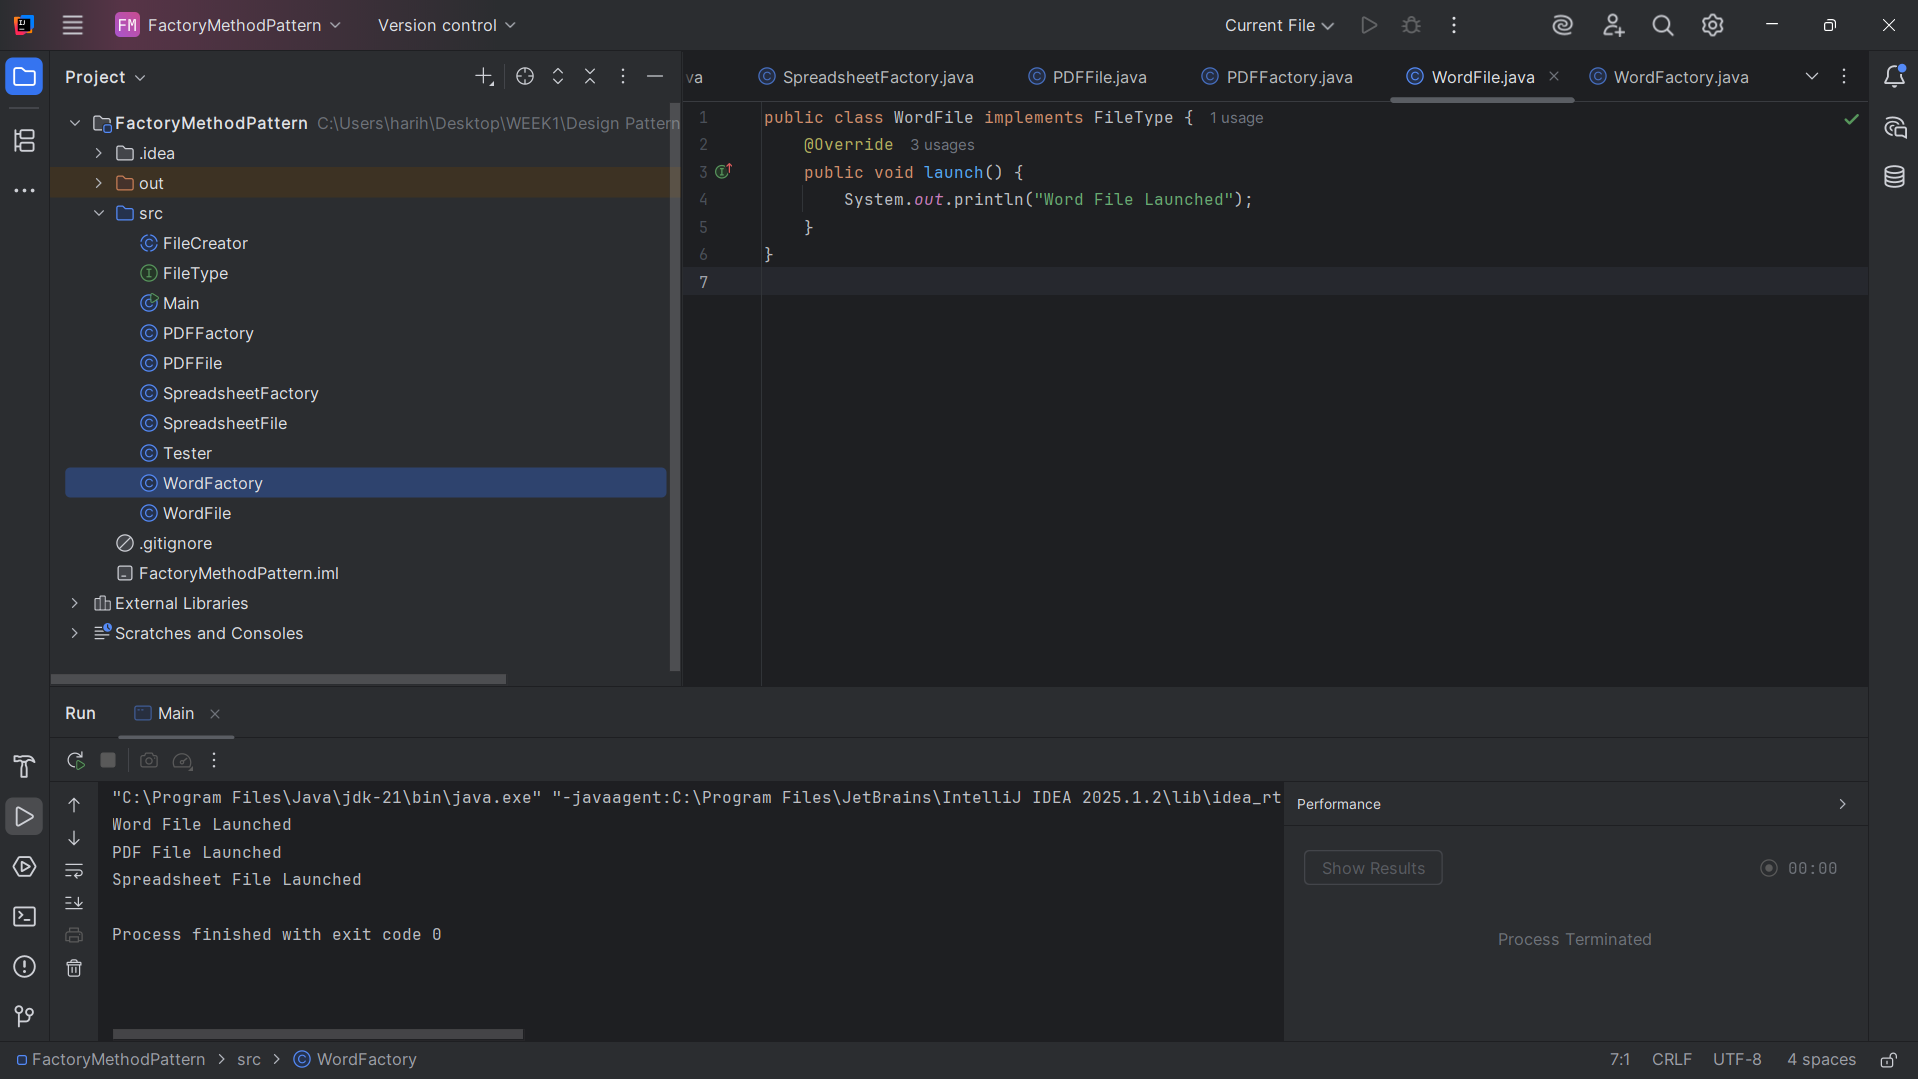 FM FactoryMethodPattern Version control Current File
Project
va SpreadsheetFactory.java PDFFile.java PDFFactory.java WordFile.java WordFactory.java
FactoryMethodPattern C:\Users\harih\Desktop\WEEK1\Design Pattern
.idea
out
src
FileCreator
FileType
Main
PDFFactory
PDFFile
SpreadsheetFactory
SpreadsheetFile
Tester
WordFactory
WordFile
.gitignore
FactoryMethodPattern.iml
External Libraries
Scratches and Consoles
1 public class WordFile implements FileType { 1 usage
2 @Override 3 usages
3 public void launch() {
4 System.out.println("Word File Launched");
5 }
6 }
7
Run Main
"C:\Program Files\Java\jdk-21\bin\java.exe" "-javaagent:C:\Program Files\JetBrains\IntelliJ IDEA 2025.1.2\lib\idea_rt
Word File Launched
PDF File Launched
Spreadsheet File Launched
Process finished with exit code 0
Performance
Show Results 00:00
Process Terminated
FactoryMethodPattern > src > WordFactory
7:1 CRLF UTF-8 4 spaces